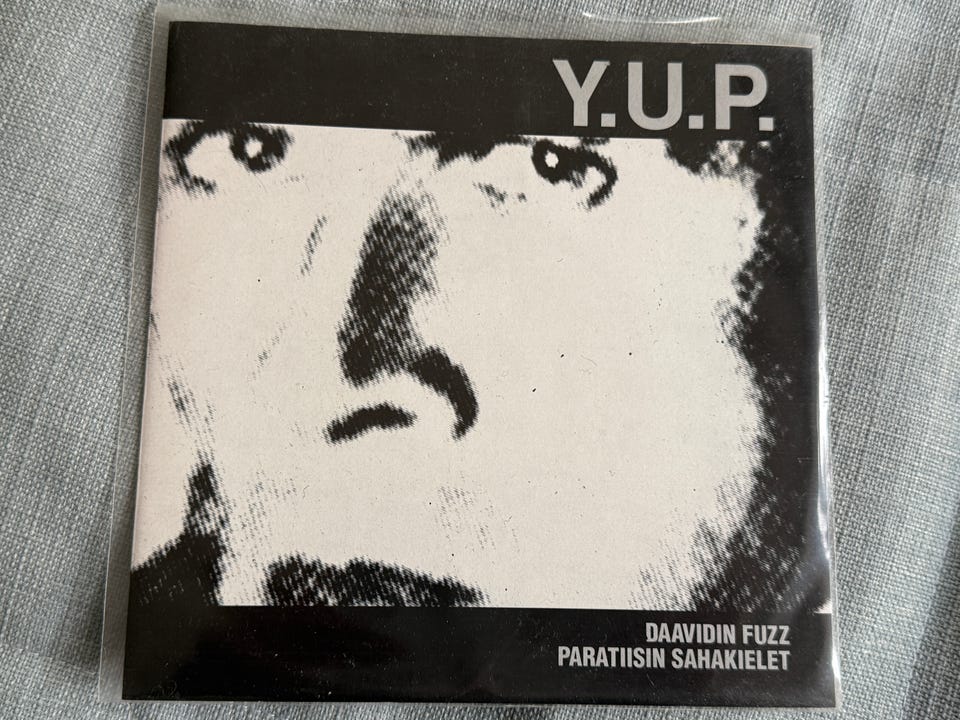 Y.U.P.
DAAVIDIN FUZZ
PARATIISIN SAHAKIELET